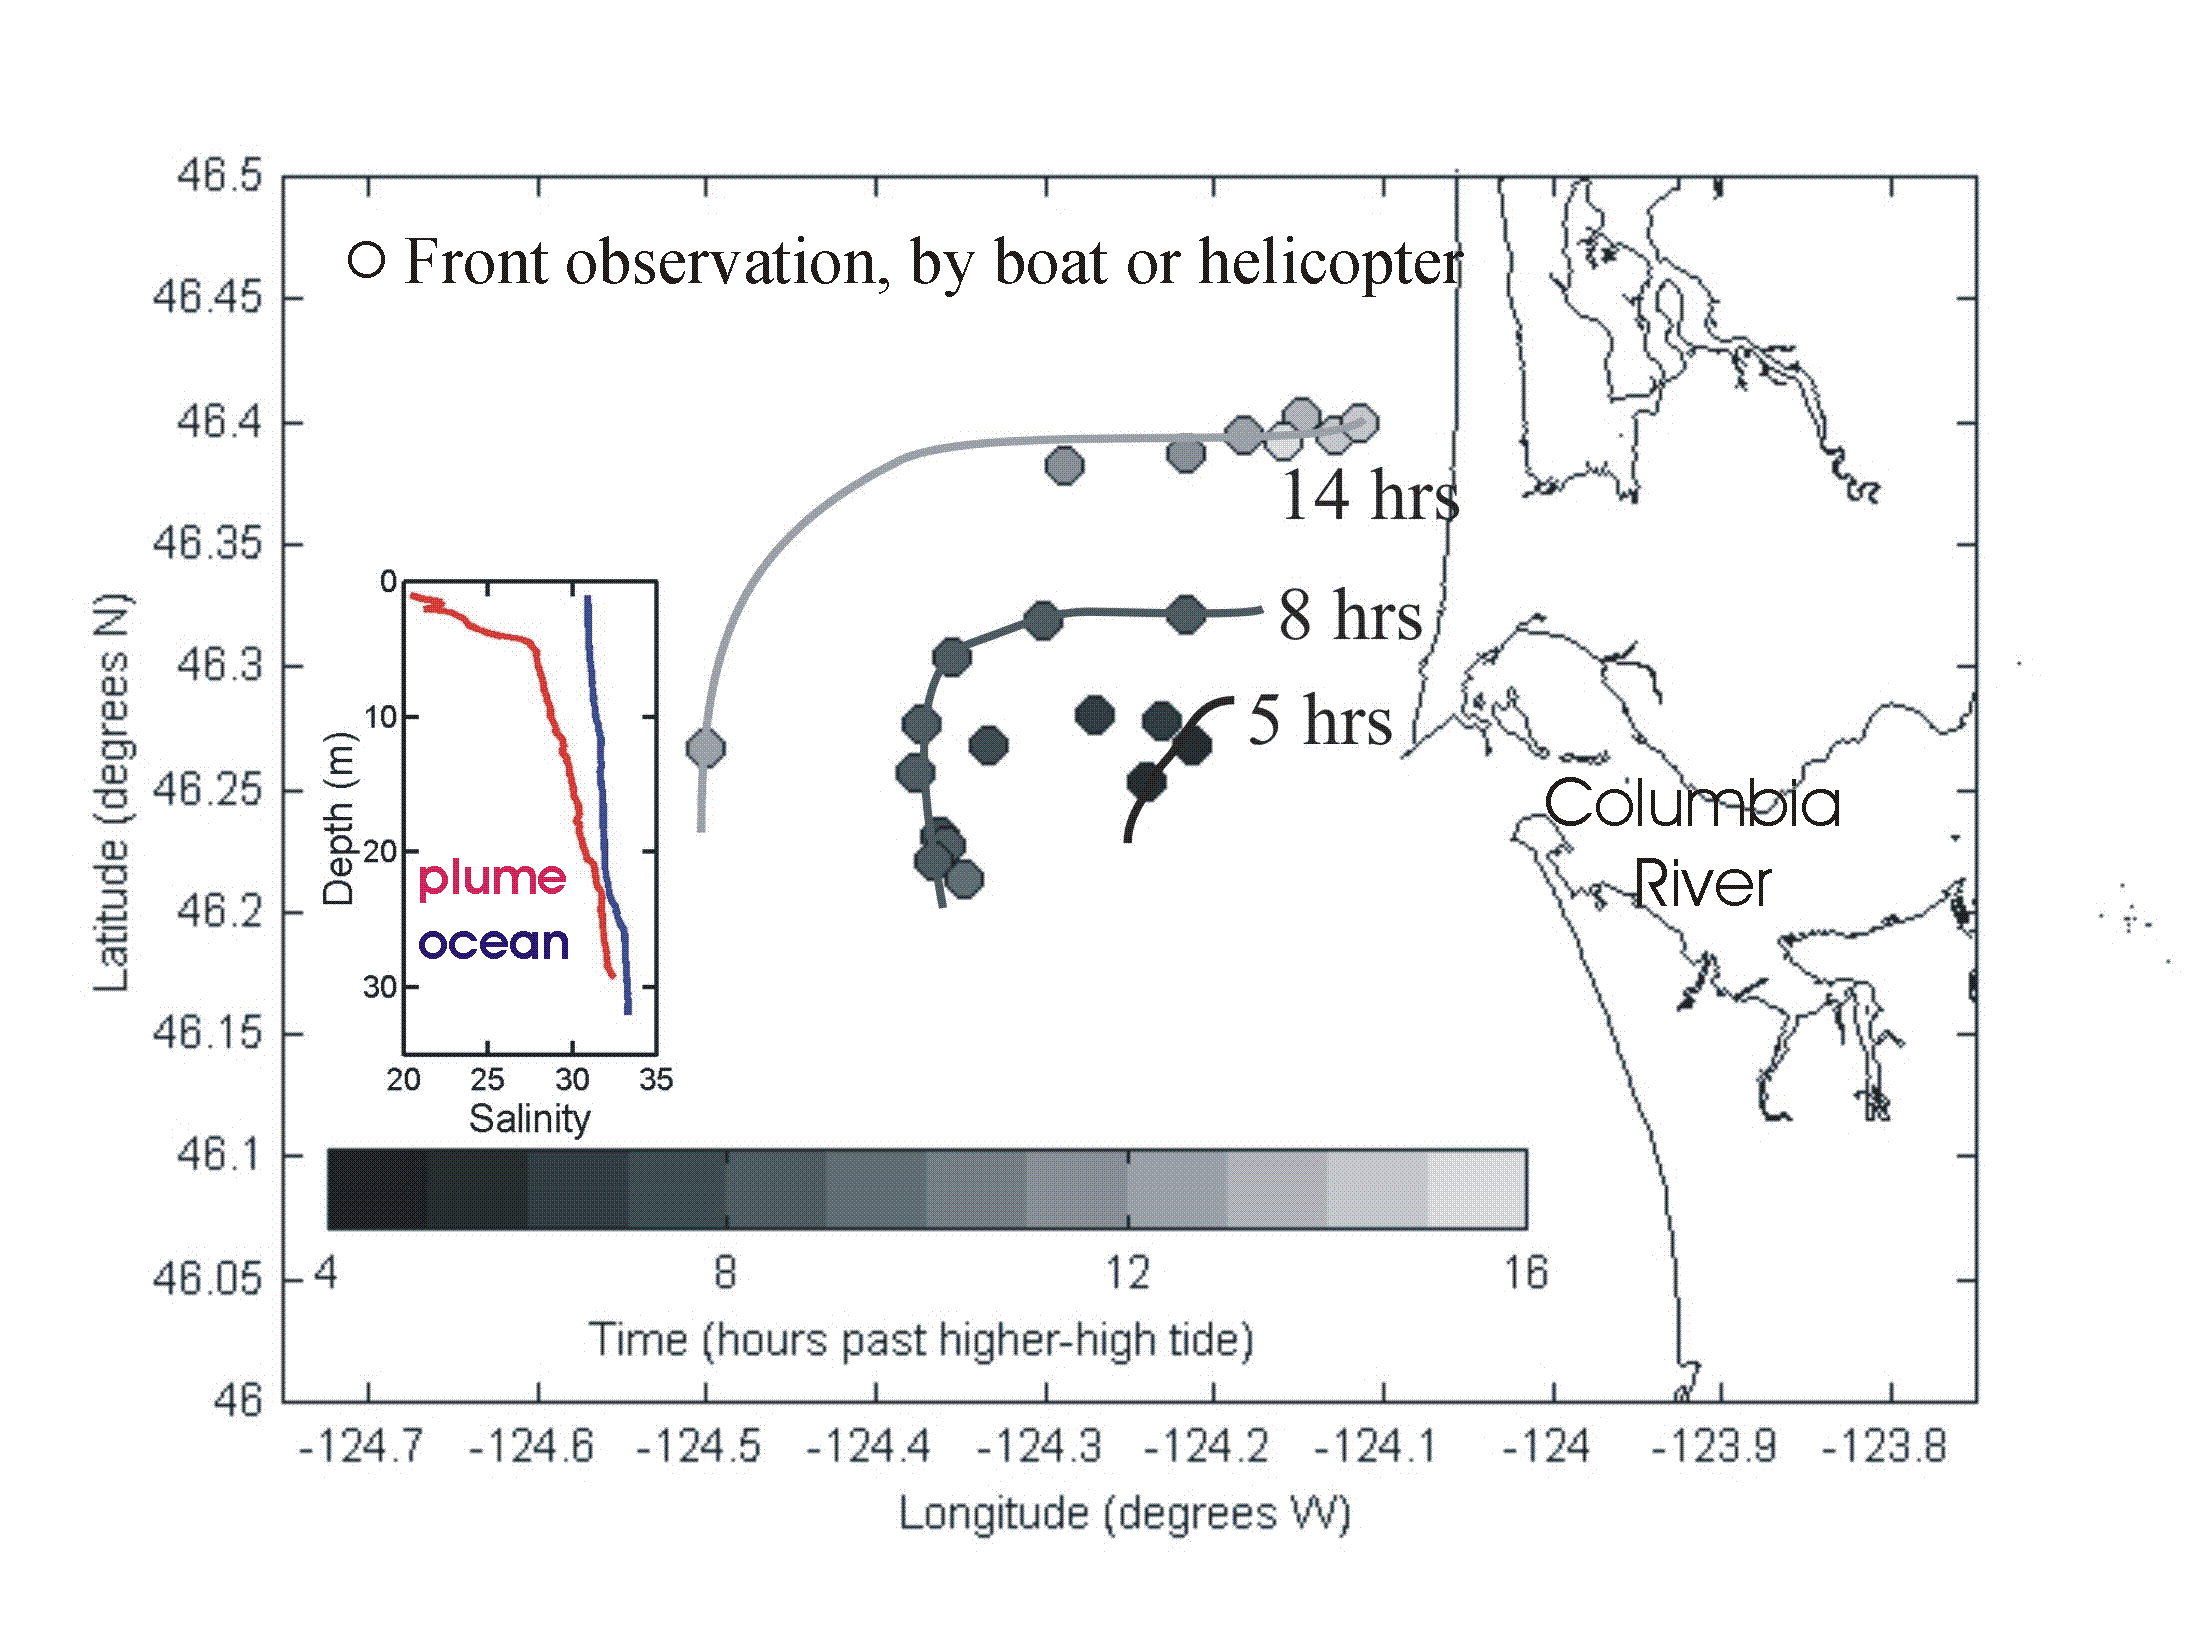 46.5
Front observation, by boat or helicopter
46.45
46.4
14 hrs
46.35
8 hrs
46.3
5 hrs
46.25
46.2
46.15
46.1
46.05
46
Latitude (degrees N)
0
10
20
30
Depth (m)
plume
ocean
20 25 30 35
Salinity
Columbia
River
4 8 12 16
Time (hours past higher-high tide)
-124.7 -124.6 -124.5 -124.4 -124.3 -124.2 -124.1 -124 -123.9 -123.8
Longitude (degrees W)